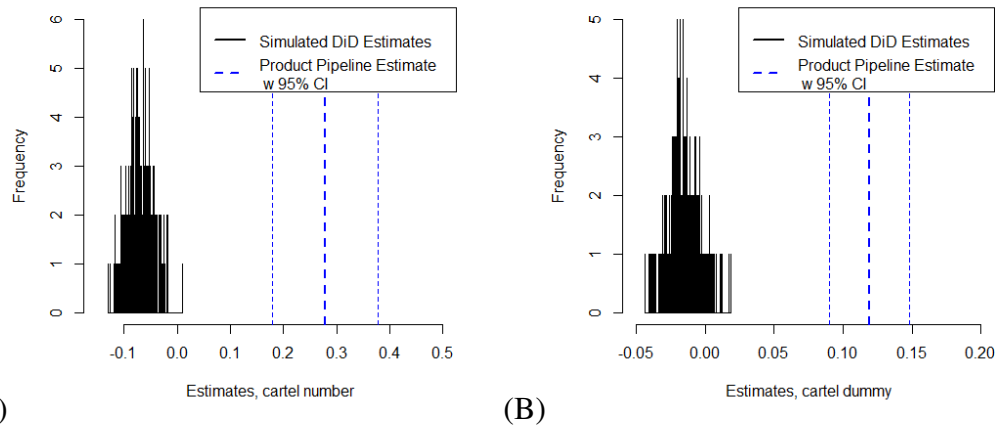 Simulated DiD Estimates
Product Pipeline Estimate
w 95% CI
Frequency
0 1 2 3 4 5 6
-0.1 0.0 0.1 0.2 0.3 0.4 0.5
Estimates, cartel number
)
Simulated DiD Estimates
Product Pipeline Estimate
w 95% CI
Frequency
0 1 2 3 4 5
-0.05 0.00 0.05 0.10 0.15 0.20
Estimates, cartel dummy
(B)